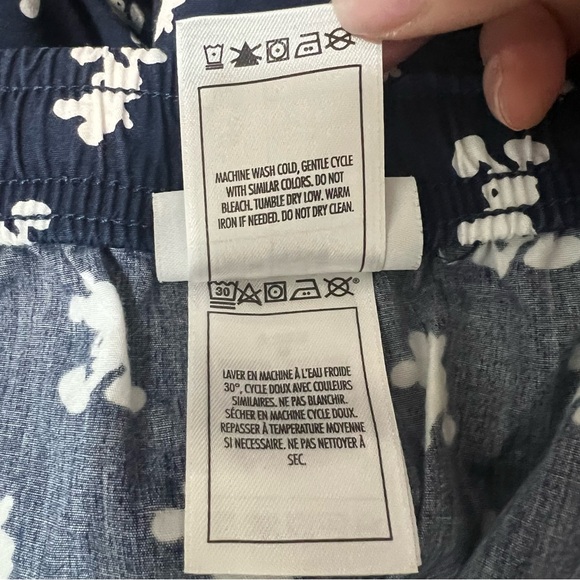 MACHINE WASH COLD, GENTLE CYCLE
WITH SIMILAR COLORS. DO NOT
BLEACH. TUMBLE DRY LOW. WARM
IRON IF NEEDED. DO NOT DRY CLEAN.
30
LAVER EN MACHINE À L'EAU FROIDE
30°, CYCLE DOUX AVEC COULEURS
SIMILAIRES. NE PAS BLANCHIR.
SÉCHER EN MACHINE CYCLE DOUX.
REPASSER À TEMPÉRATURE MOYENNE
SI NECESSAIRE. NE PAS NETTOYER À
SEC.